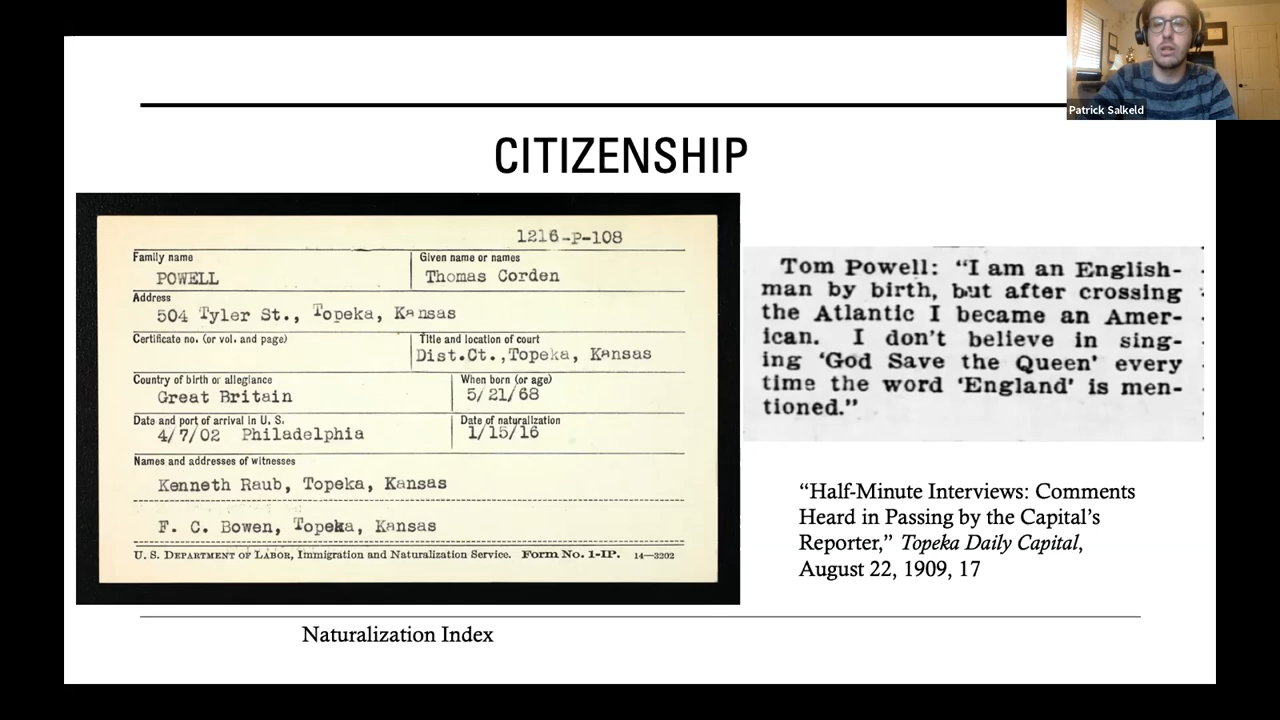 Patrick Salkeld
CITIZENSHIP
1216-P-108
Family name
POWELL
Given name or names
Thomas Corden
Address
504 Tyler St., Topeka, Kansas
Certificate no. (or vol. and page)
Title and location of court
Dist.Ct.,Topeka, Kansas
Country of birth or allegiance
Great Britain
When born (or age)
5/21/68
Date and port of arrival in U. S.
4/7/02 Philadelphia
Date of naturalization
1/15/16
Names and addresses of witnesses
Kenneth Raub, Topeka, Kansas
F. C. Bowen, Topeka, Kansas
U. S. DEPARTMENT OF LABOR, Immigration and Naturalization Service. Form No. 1-IP. 14—3202
Naturalization Index
Tom Powell: "I am an English-
man by birth, but after crossing
the Atlantic I became an Amer-
ican. I don't believe in sing-
ing 'God Save the Queen' every
time the word 'England' is men-
tioned."
“Half-Minute Interviews: Comments
Heard in Passing by the Capital’s
Reporter,” Topeka Daily Capital,
August 22, 1909, 17